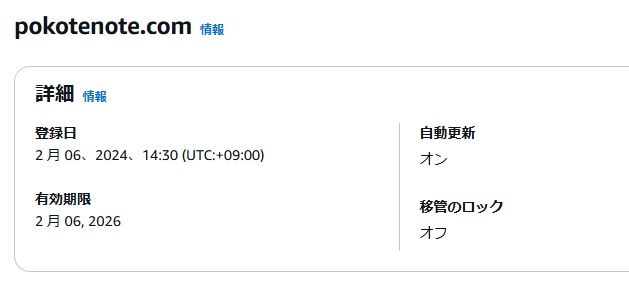 pokotenote.com 情報
詳細 情報
登録日
2 月 06、2024、14:30 (UTC:+09:00)
有効期限
2 月 06, 2026
自動更新
オン
移管のロック
オフ